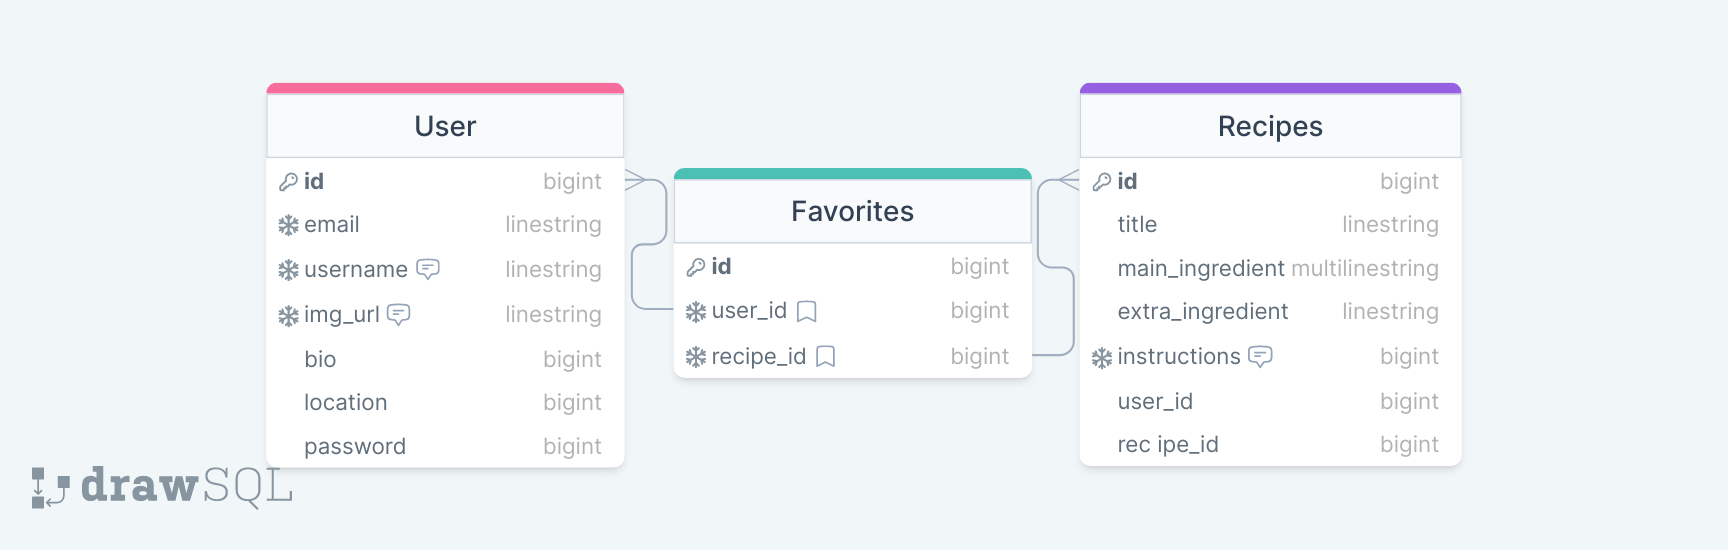 User
id bigint
email linestring
username linestring
img_url linestring
bio bigint
location bigint
password bigint
Favorites
id bigint
user_id bigint
recipe_id bigint
Recipes
id bigint
title linestring
main_ingredient multilinestring
extra_ingredient linestring
instructions bigint
user_id bigint
rec ipe_id bigint
drawSQL